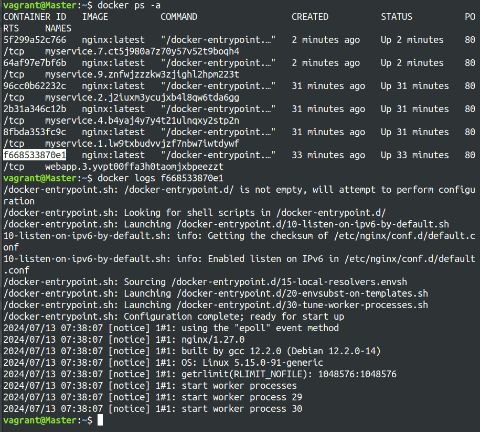 vagrant@Master:~$ docker ps -a
CONTAINER ID   IMAGE          COMMAND                  CREATED          STATUS          PO
RTS     NAMES
5f299a52c766   nginx:latest   "/docker-entrypoint.…"   2 minutes ago    Up 2 minutes    80
/tcp    myservice.7.ct5j980a7z70y57v52t9boqh4
64af97e7bf6b   nginx:latest   "/docker-entrypoint.…"   2 minutes ago    Up 2 minutes    80
/tcp    myservice.9.znfwjzzzkw3zjighl2hpm223t
96cc0b62232c   nginx:latest   "/docker-entrypoint.…"   31 minutes ago   Up 31 minutes   80
/tcp    myservice.2.j2iuxm3ycujxb4l8qw6tda6gg
2b31a346c12b   nginx:latest   "/docker-entrypoint.…"   31 minutes ago   Up 31 minutes   80
/tcp    myservice.4.b4yaj4y7y4t21ulnqxy2stp2n
8fbda353fc9c   nginx:latest   "/docker-entrypoint.…"   31 minutes ago   Up 31 minutes   80
/tcp    myservice.1.lw9txbudvvjzf7nbw7iwtdywf
f668533870e1   nginx:latest   "/docker-entrypoint.…"   33 minutes ago   Up 33 minutes   80
/tcp    webapp.3.yvpt00ffa3h0taomjxbpeezzt
vagrant@Master:~$ docker logs f668533870e1
/docker-entrypoint.sh: /docker-entrypoint.d/ is not empty, will attempt to perform configu
ration
/docker-entrypoint.sh: Looking for shell scripts in /docker-entrypoint.d/
/docker-entrypoint.sh: Launching /docker-entrypoint.d/10-listen-on-ipv6-by-default.sh
10-listen-on-ipv6-by-default.sh: info: Getting the checksum of /etc/nginx/conf.d/default.c
onf
10-listen-on-ipv6-by-default.sh: info: Enabled listen on IPv6 in /etc/nginx/conf.d/default
.conf
/docker-entrypoint.sh: Sourcing /docker-entrypoint.d/15-local-resolvers.envsh
/docker-entrypoint.sh: Launching /docker-entrypoint.d/20-envsubst-on-templates.sh
/docker-entrypoint.sh: Launching /docker-entrypoint.d/30-tune-worker-processes.sh
/docker-entrypoint.sh: Configuration complete; ready for start up
2024/07/13 07:38:07 [notice] 1#1: using the "epoll" event method
2024/07/13 07:38:07 [notice] 1#1: nginx/1.27.0
2024/07/13 07:38:07 [notice] 1#1: built by gcc 12.2.0 (Debian 12.2.0-14)
2024/07/13 07:38:07 [notice] 1#1: OS: Linux 5.15.0-91-generic
2024/07/13 07:38:07 [notice] 1#1: getrlimit(RLIMIT_NOFILE): 1048576:1048576
2024/07/13 07:38:07 [notice] 1#1: start worker processes
2024/07/13 07:38:07 [notice] 1#1: start worker process 29
2024/07/13 07:38:07 [notice] 1#1: start worker process 30
vagrant@Master:~$